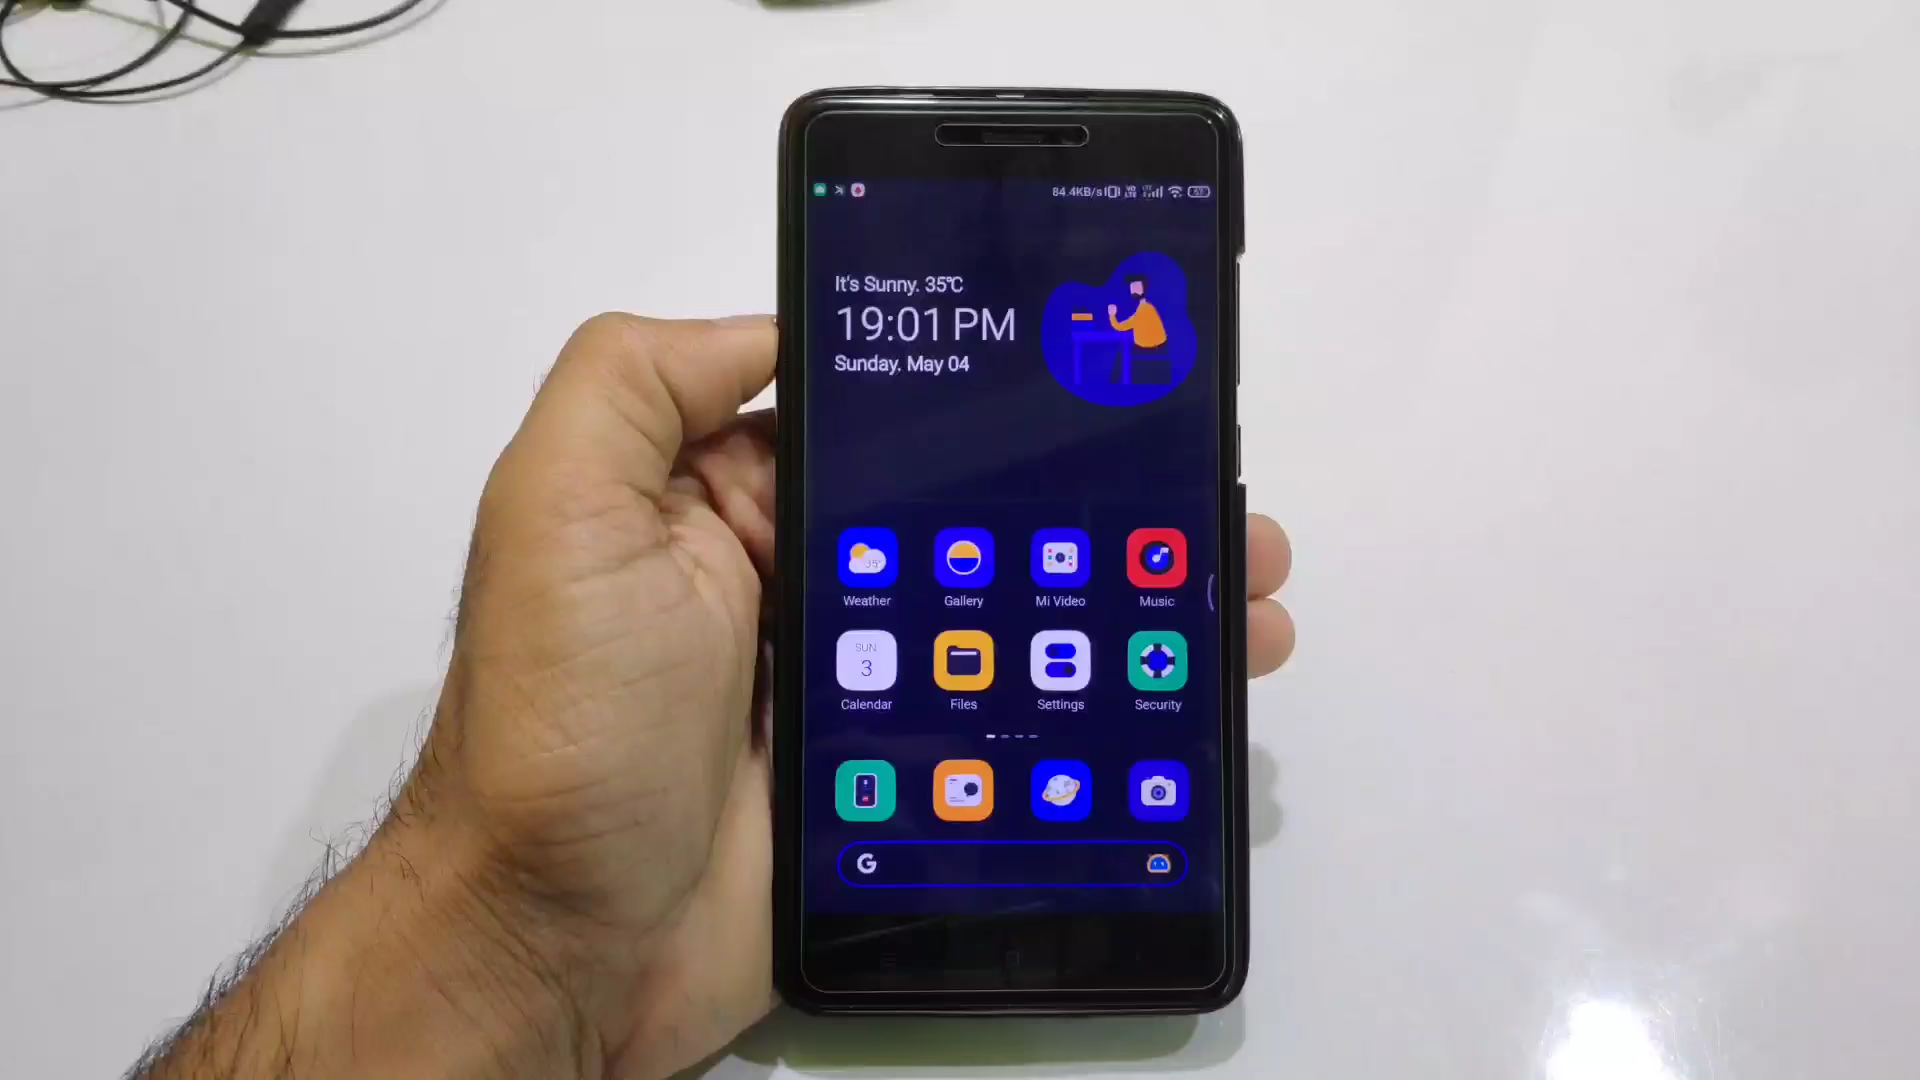 84.4KB/s
It's Sunny. 35℃
19:01 PM
Sunday. May 04
35°
Weather
Gallery
Mi Video
Music
SUN
3
Calendar
Files
Settings
Security
G